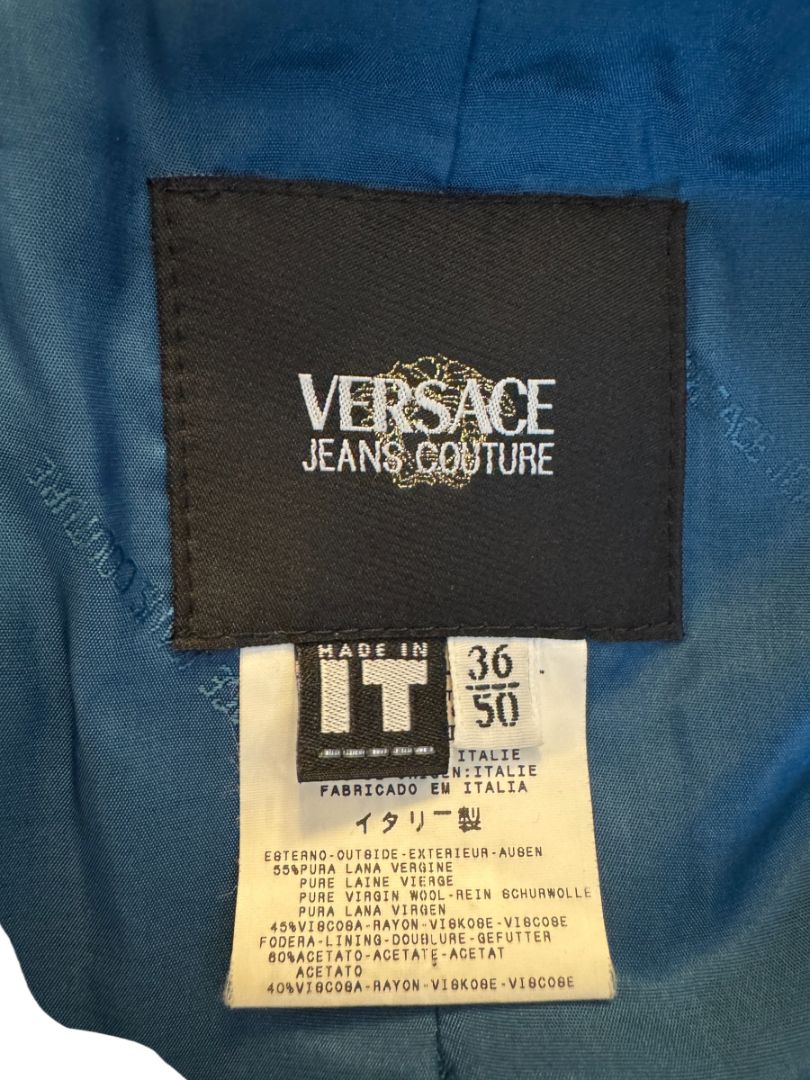 VERSACE
JEANS COUTURE
COUTURE
MADE IN
IT
36
50
ITALIE
ITALIE
FABRICADO EM ITALIA
イタリー製
ESTERNO-OUTSIDE-EXTERIEUR-AUSEN
55%PURA LANA VERGINE
PURE LAINE VIERGE
PURE VIRGIN WOOL-REIN SCHURWOLLE
PURA LANA VIRGEN
45%VISCOSA-RAYON-VISKOSE-VISCOSE
FODERA-LINING-DOUBLURE-GEFUTTER
60%ACETATO-ACETATE-ACETAT
ACETATO
40%VISCOSA-RAYON-VISKOSE-VISCOSE